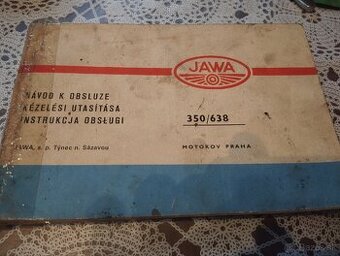 JAWA
NÁVOD K OBSLUZE
KEZELÉSI UTASÍTÁSA
INSTRUKCJA OBSŁUGI
350/638
JAWA, s. p. Týnec n. Sázavou
MOTOKOV PRAHA